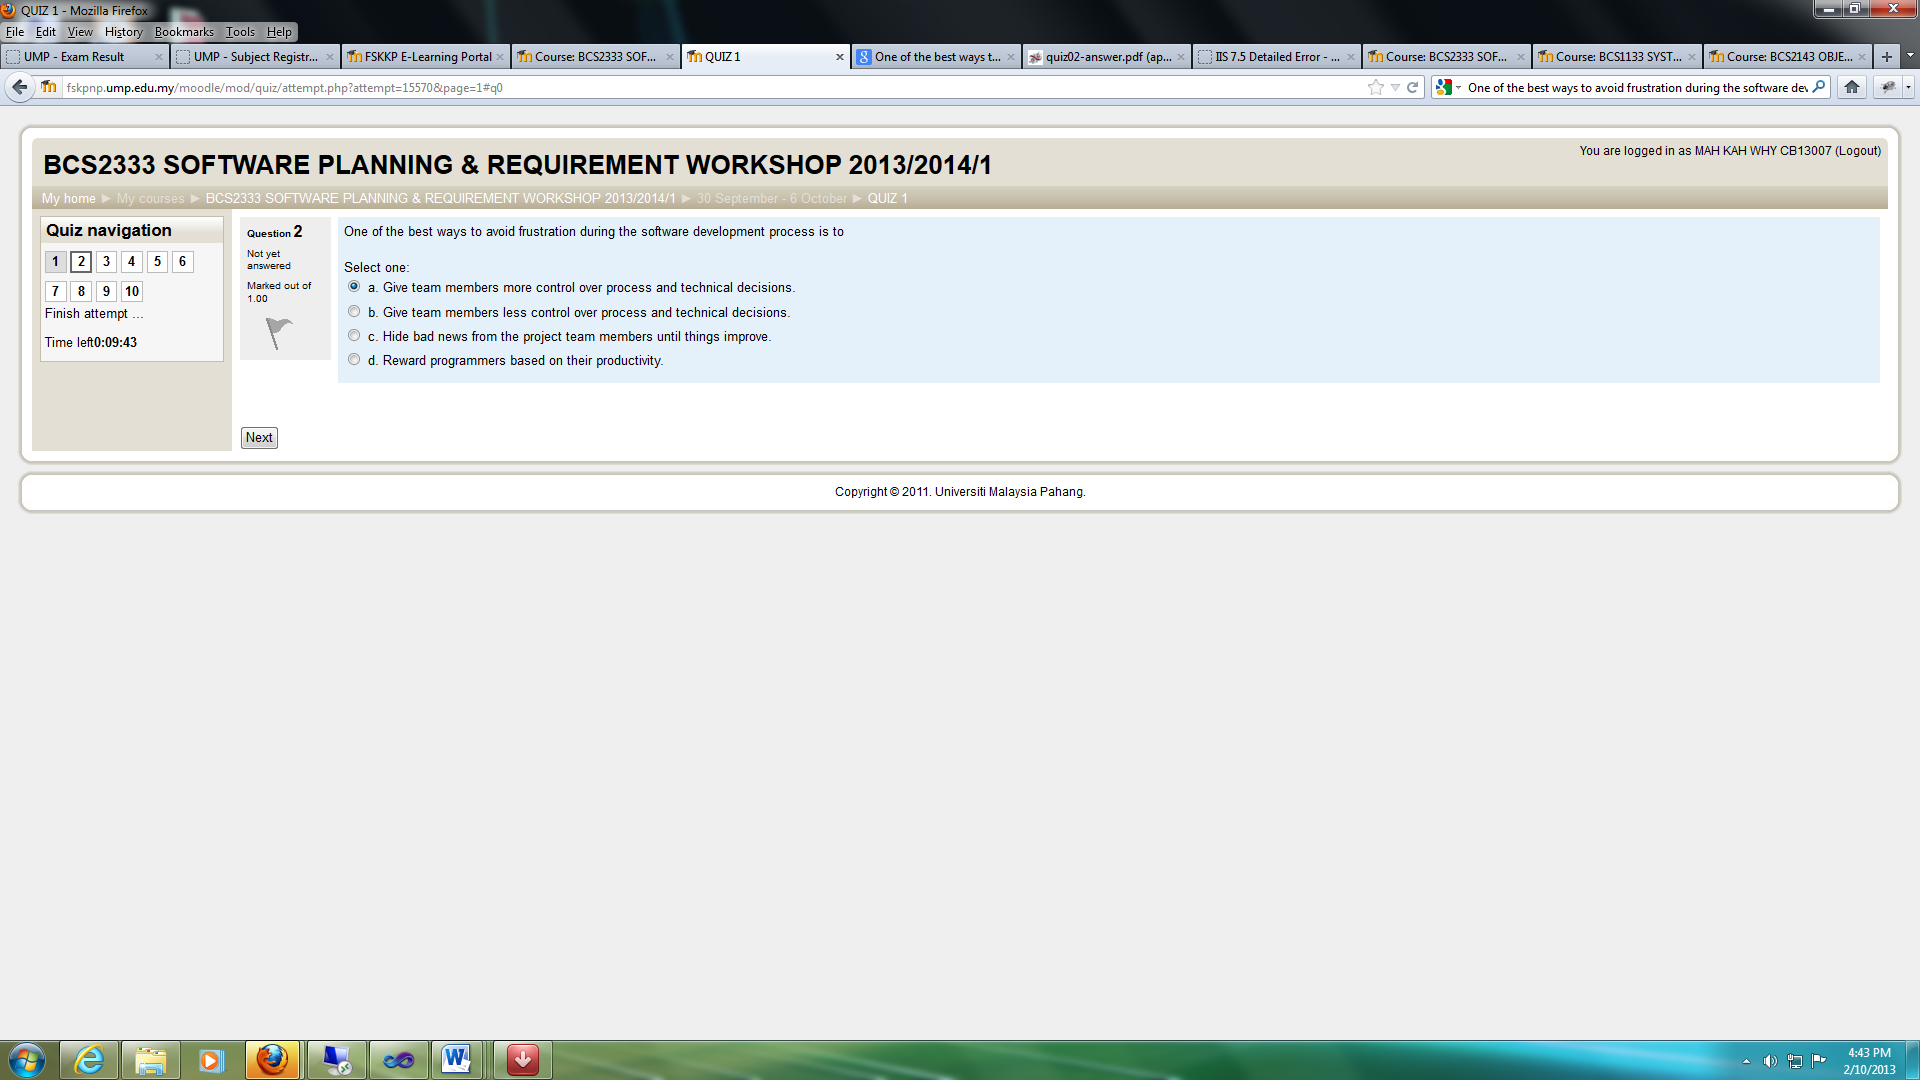 QUIZ 1 - Mozilla Firefox
File Edit View History Bookmarks Tools Help
UMP - Exam Result
UMP - Subject Registr...
FSKKP E-Learning Portal
Course: BCS2333 SOF...
QUIZ 1
One of the best ways t...
quiz02-answer.pdf (ap...
IIS 7.5 Detailed Error - ...
Course: BCS2333 SOF...
Course: BCS1133 SYST...
Course: BCS2143 OBJE...
fskpnp.ump.edu.my/moodle/mod/quiz/attempt.php?attempt=15570&page=1#q0
One of the best ways to avoid frustration during the software dev
BCS2333 SOFTWARE PLANNING & REQUIREMENT WORKSHOP 2013/2014/1
You are logged in as MAH KAH WHY CB13007 (Logout)
My home ► My courses ► BCS2333 SOFTWARE PLANNING & REQUIREMENT WORKSHOP 2013/2014/1 ► 30 September - 6 October ► QUIZ 1
Quiz navigation
1 2 3 4 5 6
7 8 9 10
Finish attempt ...
Time left 0:09:43
Question 2
Not yet
answered
Marked out of
1.00
One of the best ways to avoid frustration during the software development process is to
Select one:
a. Give team members more control over process and technical decisions.
b. Give team members less control over process and technical decisions.
c. Hide bad news from the project team members until things improve.
d. Reward programmers based on their productivity.
Next
Copyright © 2011. Universiti Malaysia Pahang.
4:43 PM
2/10/2013